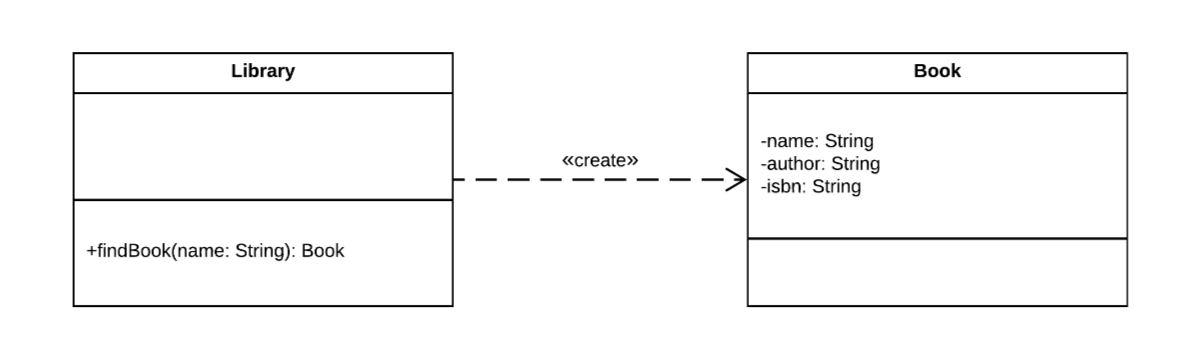 Library
+findBook(name: String): Book
«create»
Book
-name: String
-author: String
-isbn: String